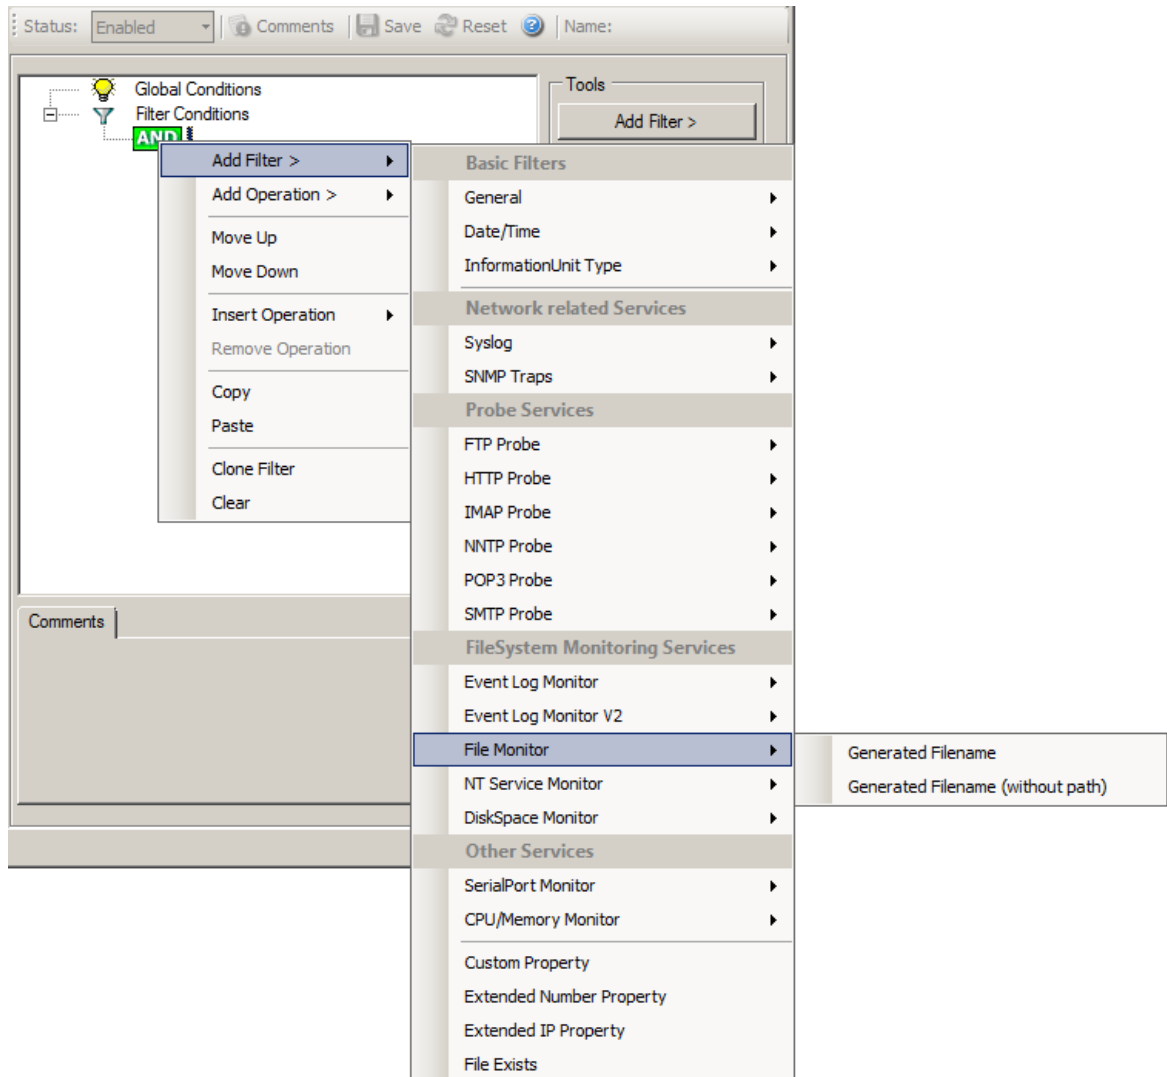 Status: Enabled Comments Save Reset Name:
Global Conditions
Filter Conditions
AND
Tools
Add Filter >
Add Filter >
Add Operation >
Move Up
Move Down
Insert Operation
Remove Operation
Copy
Paste
Clone Filter
Clear
Basic Filters
General
Date/Time
InformationUnit Type
Network related Services
Syslog
SNMP Traps
Probe Services
FTP Probe
HTTP Probe
IMAP Probe
NNTP Probe
POP3 Probe
SMTP Probe
FileSystem Monitoring Services
Event Log Monitor
Event Log Monitor V2
File Monitor
NT Service Monitor
DiskSpace Monitor
Other Services
SerialPort Monitor
CPU/Memory Monitor
Custom Property
Extended Number Property
Extended IP Property
File Exists
Generated Filename
Generated Filename (without path)
Comments